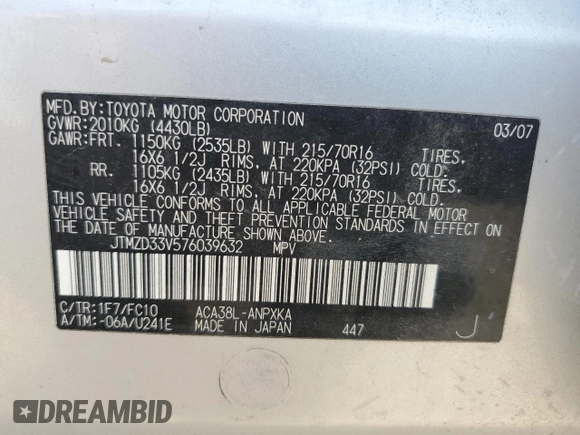 MFD.BY:TOYOTA MOTOR CORPORATION 03/07
GVWR:2010KG (4430LB)
GAWR:FRT. 1150KG (2535LB) WITH 215/70R16 TIRES.
16X6 1/2J RIMS. AT 220KPA (32PSI) COLD.
RR. 1105KG (2435LB) WITH 215/70R16 TIRES.
16X6 1/2J RIMS. AT 220KPA (32PSI) COLD.
THIS VEHICLE CONFORMS TO ALL APPLICABLE FEDERAL MOTOR
VEHICLE SAFETY AND THEFT PREVENTION STANDARDS IN EFFECT ON
THE DATE OF MANUFACTURE SHOWN ABOVE.
JTMZD33V576039632 MPV
C/TR:1F7/FC10 ACA38L-ANPXKA
A/TM:-06A/U241E MADE IN JAPAN 447 J
DREAMBID